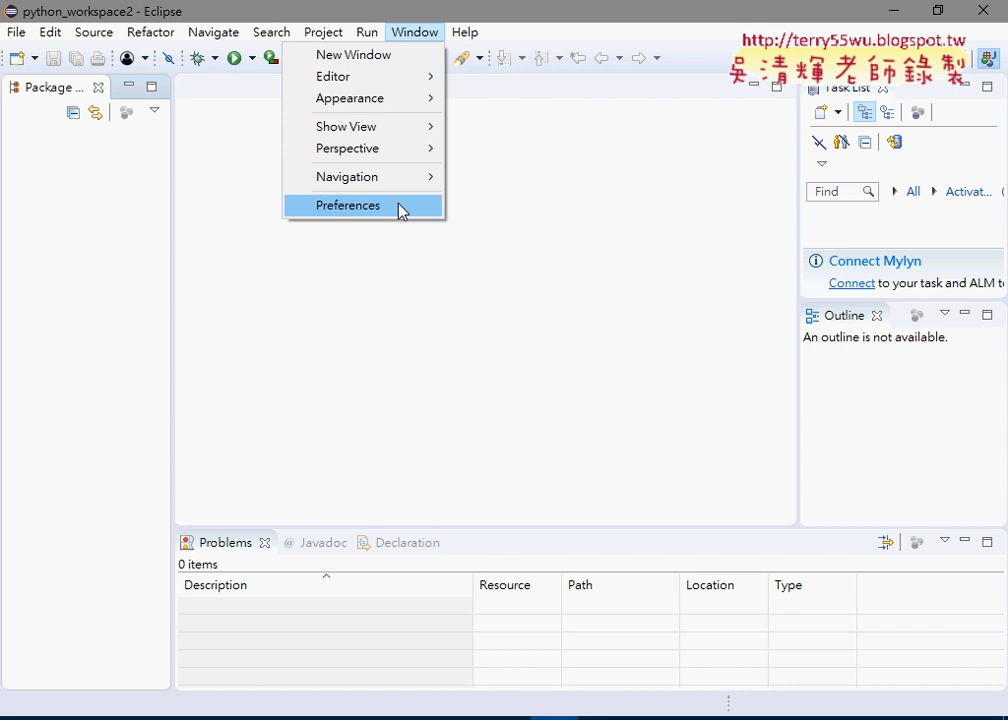 python_workspace2 - Eclipse
File Edit Source Refactor Navigate Search Project Run Window Help
http://terry55wu.blogspot.tw
吳清輝老師錄製
New Window
Editor
Appearance
Show View
Perspective
Navigation
Preferences
Package ...
Task List
Find
All
Activat...
Connect Mylyn
Connect to your task and ALM to
Outline
An outline is not available.
Problems
Javadoc
Declaration
0 items
Description Resource Path Location Type